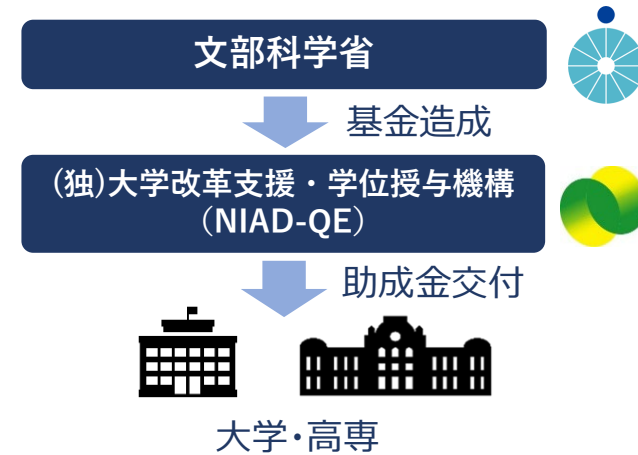 文部科学省
基金造成
(独)大学改革支援・学位授与機構
（NIAD-QE）
助成金交付
大学・高専